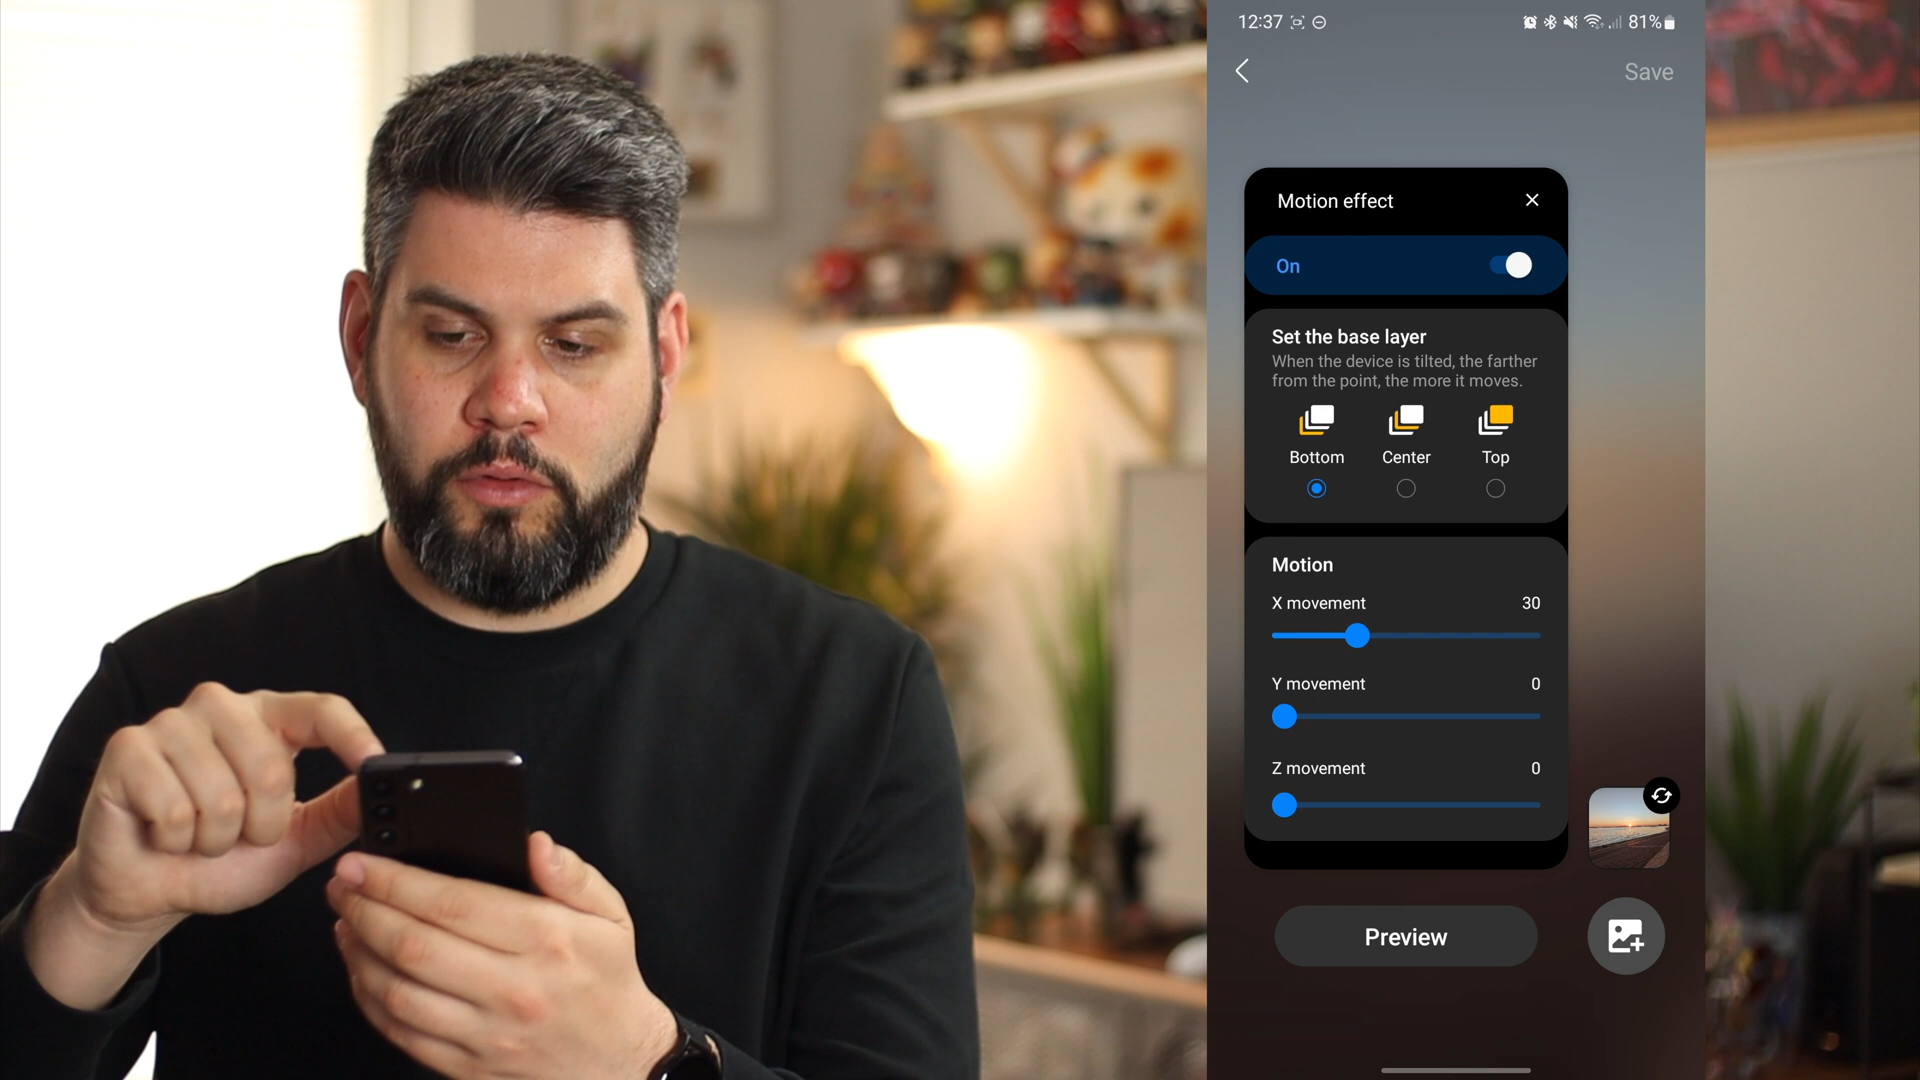 12:37
81%
Save
Motion effect
On
Set the base layer
When the device is tilted, the farther
from the point, the more it moves.
Bottom Center Top
Motion
X movement 30
Y movement 0
Z movement 0
Preview